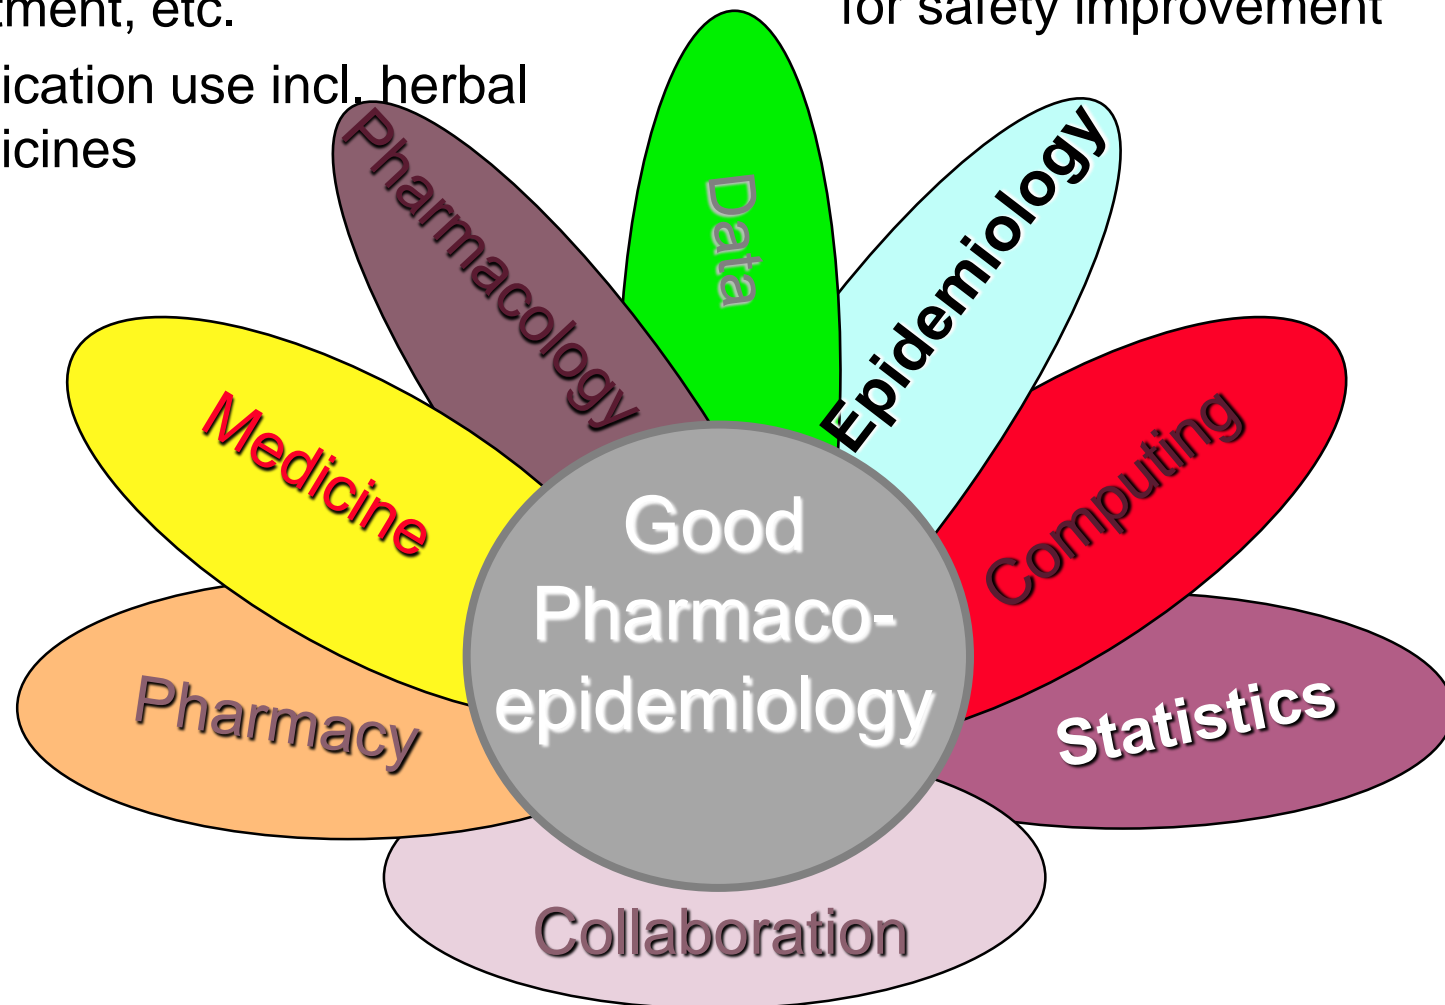 tment, etc.
for safety improvement
ication use incl. herbal
icines
Pharmacology
Data
Epidemiology
Medicine
Computing
Good
Pharmaco-
epidemiology
Pharmacy
Statistics
Collaboration